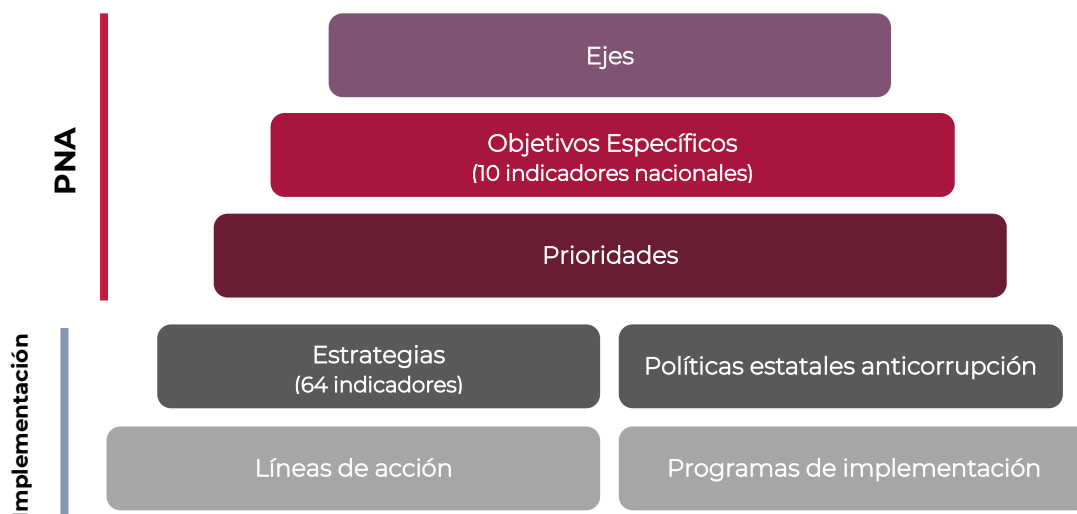 PNA
Ejes
Objetivos Específicos
(10 indicadores nacionales)
Prioridades
Implementación
Estrategias
(64 indicadores)
Políticas estatales anticorrupción
Líneas de acción
Programas de implementación